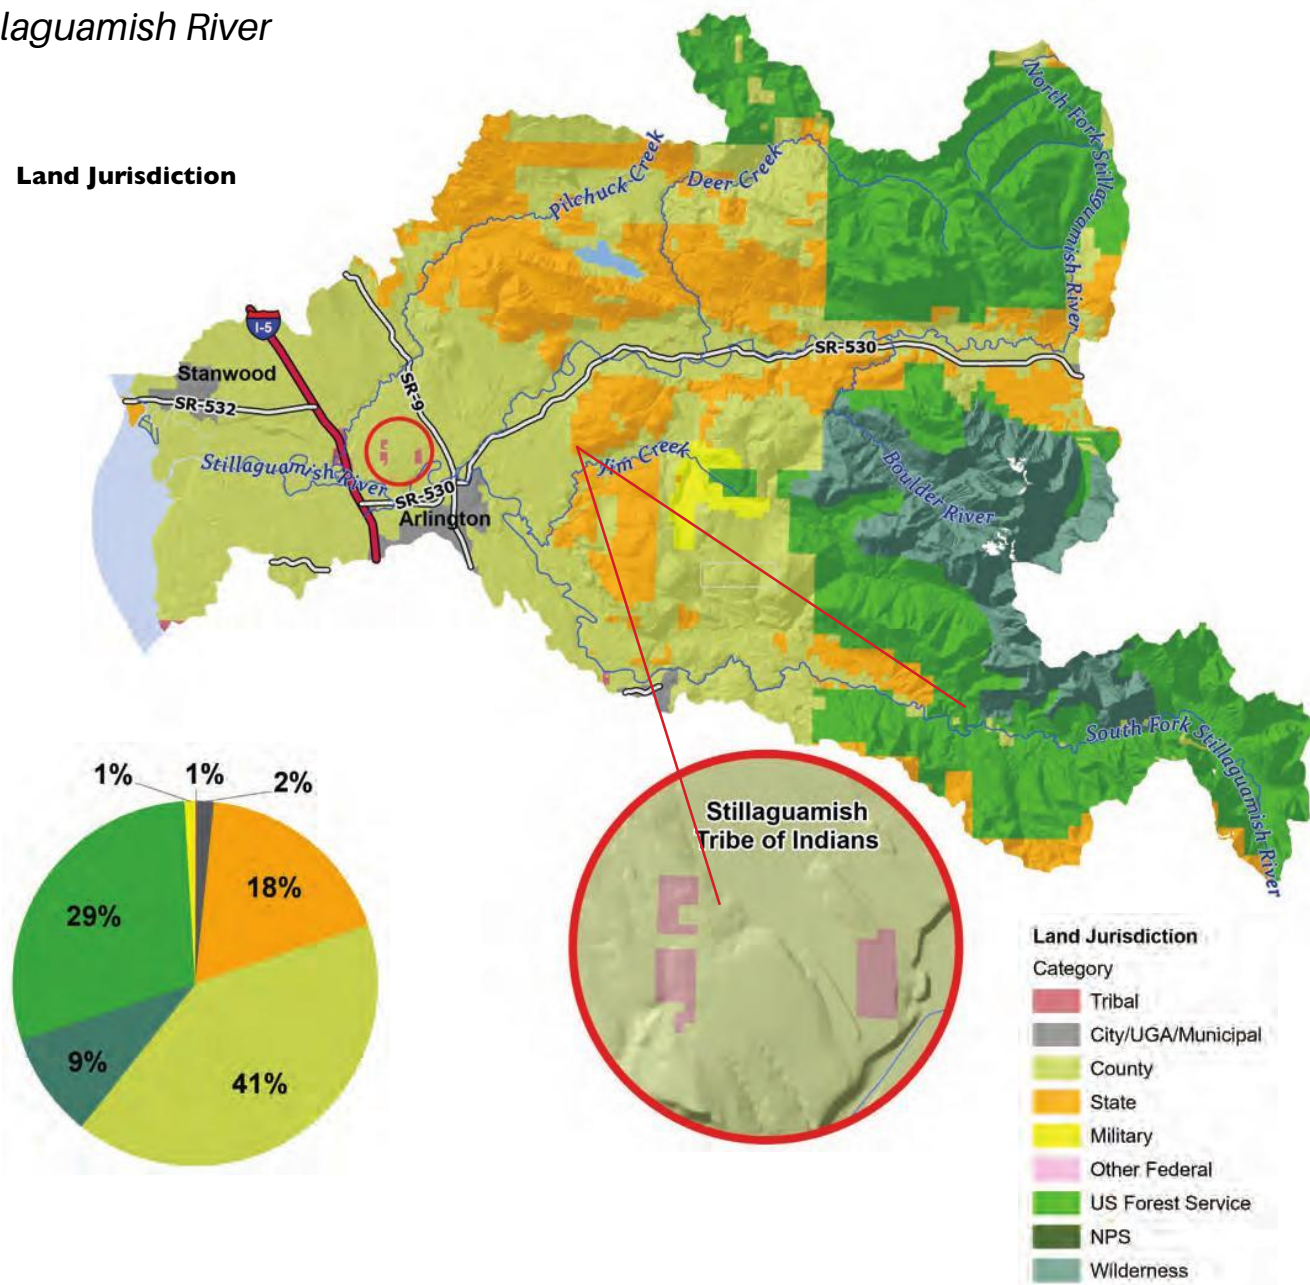 laguamish River
Land Jurisdiction
North Fork Stillaguamish River
Pilchuck Creek
Deer Creek
I-5
Stanwood
SR-532
SR-9
SR-530
Stillaguamish River
SR-530
Arlington
Jim Creek
Boulder River
South Fork Stillaguamish River
1%
1%
2%
18%
29%
9%
41%
Stillaguamish
Tribe of Indians
Land Jurisdiction
Category
Tribal
City/UGA/Municipal
County
State
Military
Other Federal
US Forest Service
NPS
Wilderness